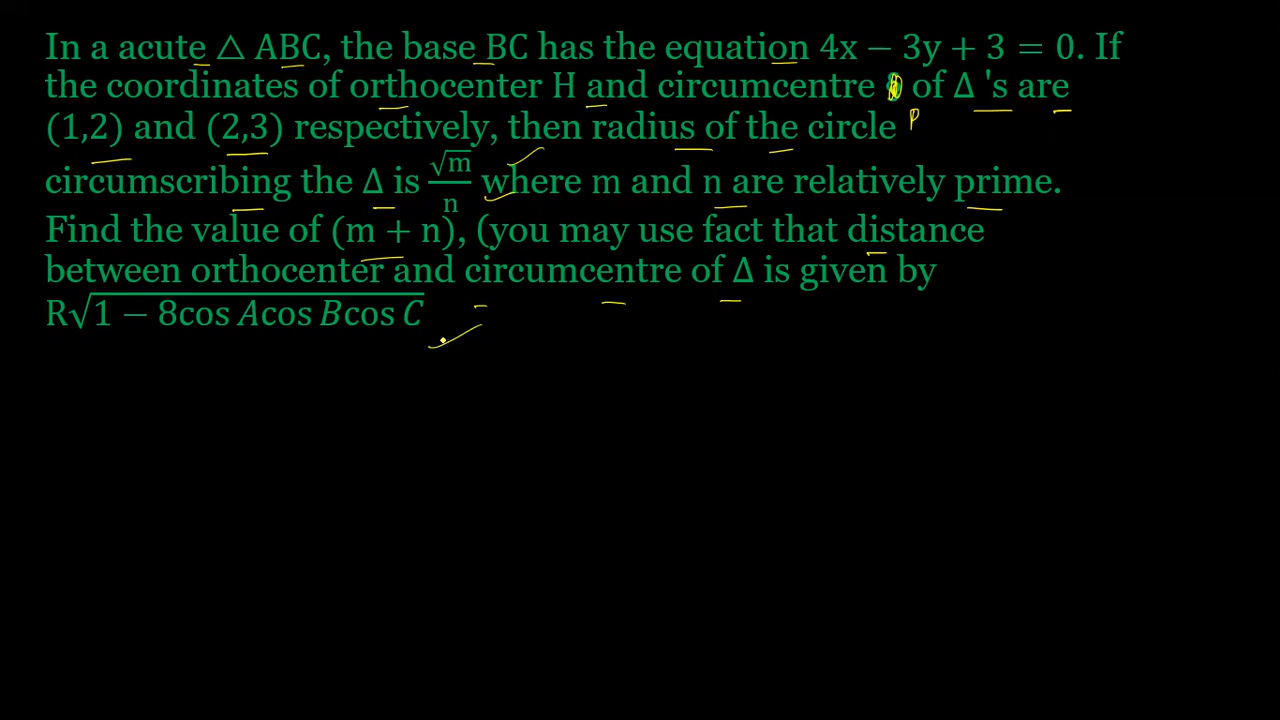 In a acute △ ABC, the base BC has the equation 4x − 3y + 3 = 0. If
the coordinates of orthocenter H and circumcentre of Δ 's are
(1,2) and (2,3) respectively, then radius of the circle P
circumscribing the Δ is √m/n where m and n are relatively prime.
Find the value of (m + n), (you may use fact that distance
between orthocenter and circumcentre of Δ is given by
R√1 − 8cos Acos Bcos C